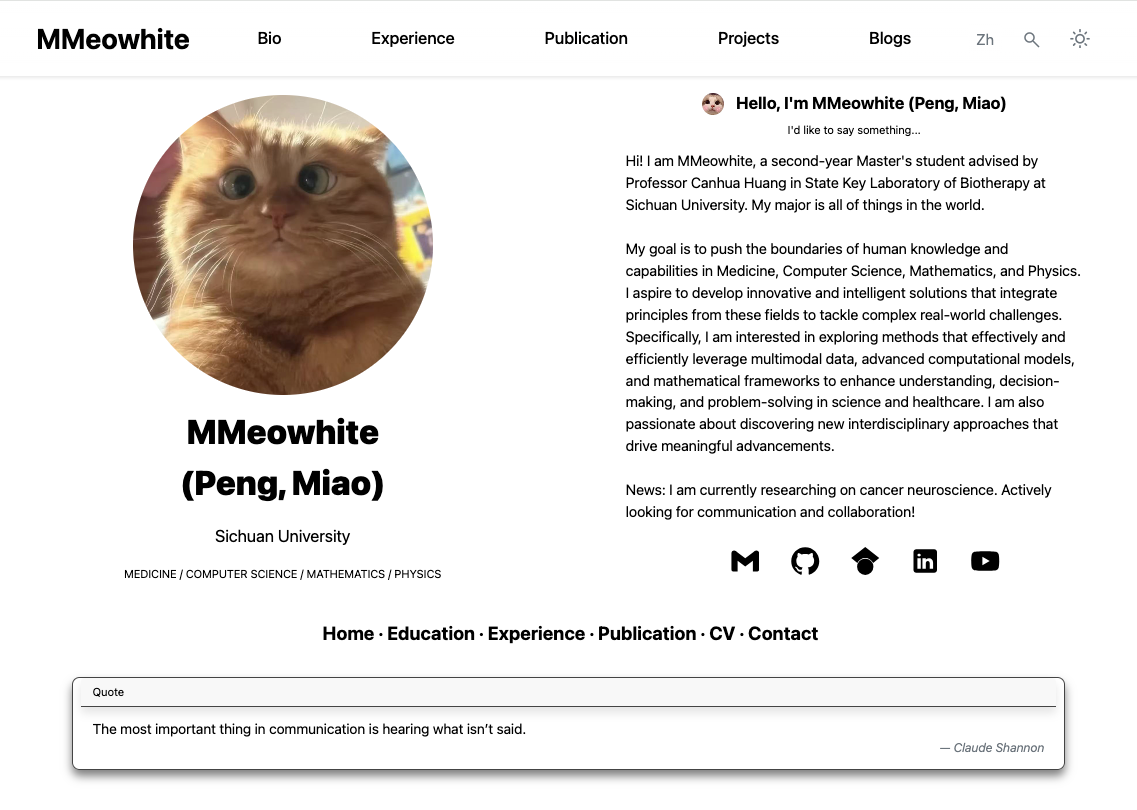 MMeowhite
Bio
Experience
Publication
Projects
Blogs
Zh
MMeowhite
(Peng, Miao)
Sichuan University
MEDICINE / COMPUTER SCIENCE / MATHEMATICS / PHYSICS
Hello, I'm MMeowhite (Peng, Miao)
I'd like to say something...
Hi! I am MMeowhite, a second-year Master's student advised by
Professor Canhua Huang in State Key Laboratory of Biotherapy at
Sichuan University. My major is all of things in the world.
My goal is to push the boundaries of human knowledge and
capabilities in Medicine, Computer Science, Mathematics, and Physics.
I aspire to develop innovative and intelligent solutions that integrate
principles from these fields to tackle complex real-world challenges.
Specifically, I am interested in exploring methods that effectively and
efficiently leverage multimodal data, advanced computational models,
and mathematical frameworks to enhance understanding, decision-
making, and problem-solving in science and healthcare. I am also
passionate about discovering new interdisciplinary approaches that
drive meaningful advancements.
News: I am currently researching on cancer neuroscience. Actively
looking for communication and collaboration!
in
Home · Education · Experience · Publication · CV · Contact
Quote
The most important thing in communication is hearing what isn’t said.
— Claude Shannon